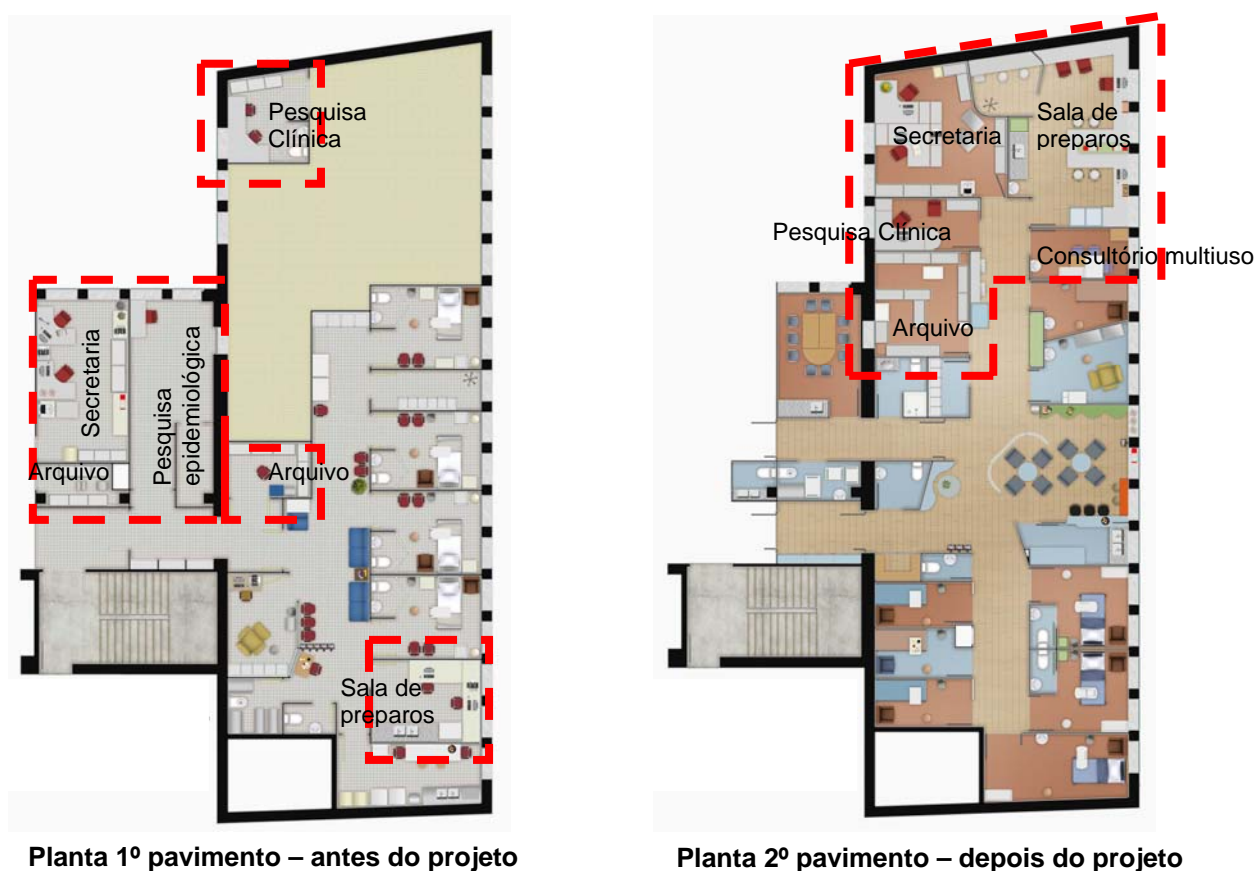 Pesquisa
Clínica
Secretaria
Pesquisa
epidemiológica
Arquivo
Arquivo
Sala de
preparos
Planta 1º pavimento – antes do projeto
Secretaria
Sala de
preparos
Pesquisa Clínica
Consultório multiuso
Arquivo
Planta 2º pavimento – depois do projeto